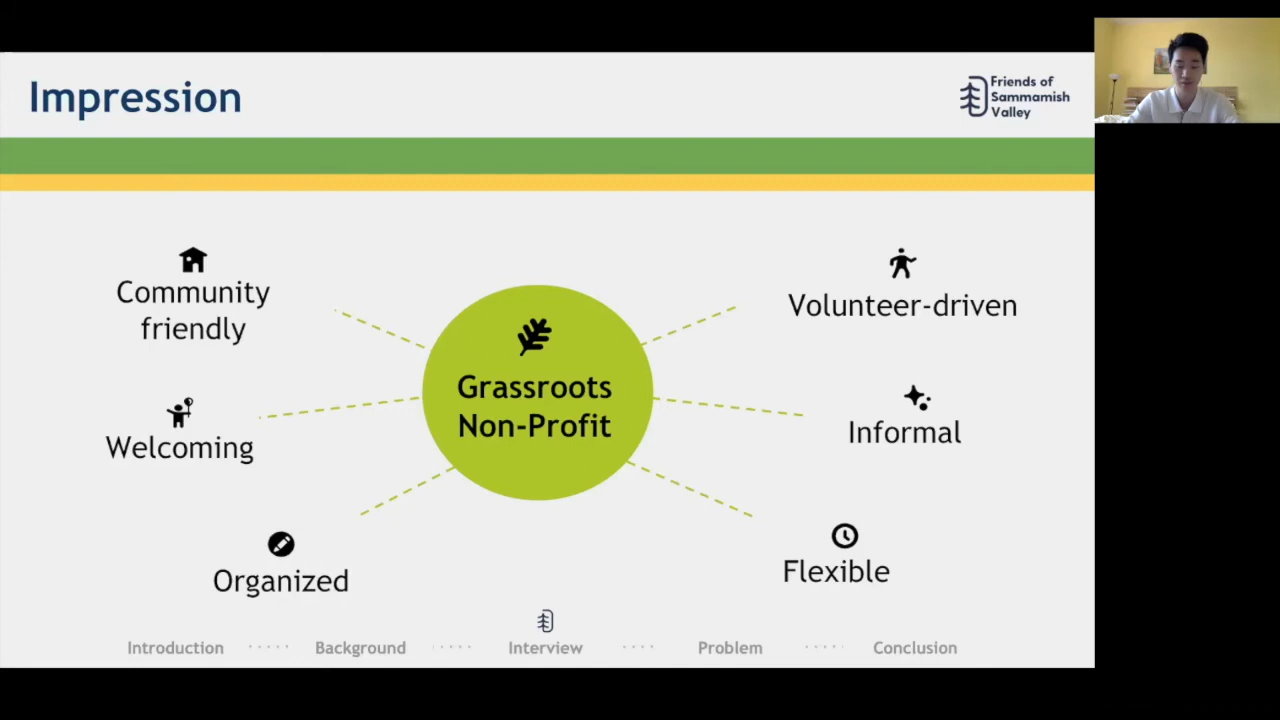 Impression
Friends of
Sammamish
Valley
Community
friendly
Volunteer-driven
Grassroots
Non-Profit
Welcoming
Informal
Organized
Flexible
Introduction ····· Background ····· Interview ···· Problem ····· Conclusion